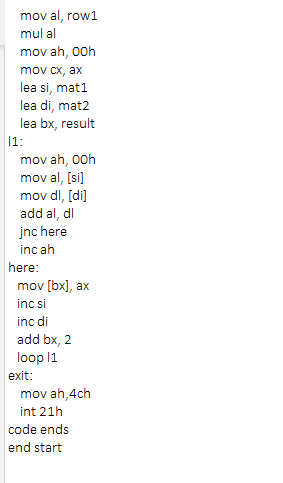 mov al, row1
mul al
mov ah, 00h
mov cx, ax
lea si, mat1
lea di, mat2
lea bx, result
l1:
mov ah, 00h
mov al, [si]
mov dl, [di]
add al, dl
jnc here
inc ah
here:
mov [bx], ax
inc si
inc di
add bx, 2
loop l1
exit:
mov ah,4ch
int 21h
code ends
end start